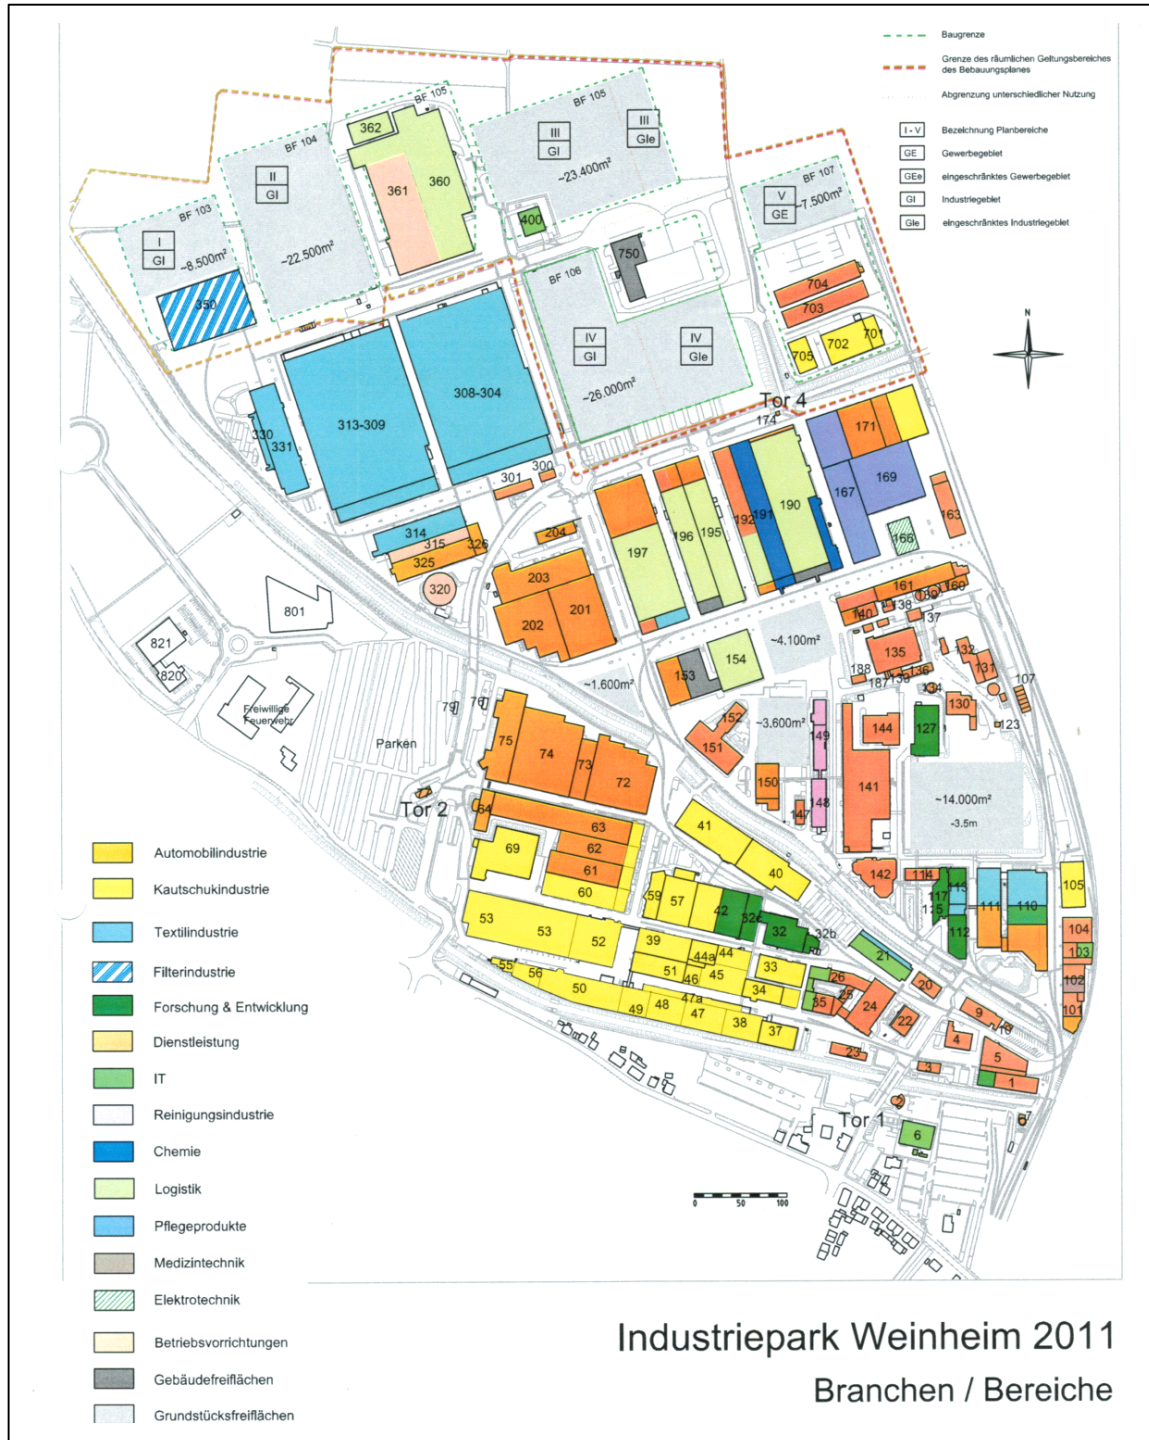 Baugrenze
Grenze des räumlichen Geltungsbereiches
des Bebauungsplanes
Abgrenzung unterschiedlicher Nutzung
I - V Bezeichnung Planbereiche
GE Gewerbegebiet
GEe eingeschränktes Gewerbegebiet
GI Industriegebiet
GIe eingeschränktes Industriegebiet
N
BF 105
BF 105
BF 104
BF 103
BF 107
BF 106
362
361
360
III
GI
III
GIe
~23.400m²
II
GI
~22.500m²
I
GI
~8.500m²
350
400
750
V
GE
~7.500m²
704
703
702
701
705
IV
GI
IV
GIe
~26.000m²
Tor 4
174
308-304
313-309
330
331
301
300
314
315
326
325
320
204
203
202
201
197
196
195
192
191
190
167
169
171
163
166
161
160
139
138
140
137
135
136
133
134
132
131
130
188
187
107
123
127
144
141
149
148
147
150
151
152
153
154
~4.100m²
~1.600m²
~3.600m²
~14.000m²
-3.5m
801
821
820
Freiwillige
Feuerwehr
Parken
79
76
Tor 2
75
74
73
72
64
63
62
61
60
69
59
57
42
32c
32
32b
41
40
53
53
52
55
56
50
49
48
47a
47
38
37
39
51
46
44a
44
45
33
34
35
26
25
24
21
22
20
23
142
114
117
113
115
112
111
110
105
104
103
102
101
9
10
4
5
3
1
2
7
6
Tor 1
0 50 100
Automobilindustrie
Kautschukindustrie
Textilindustrie
Filterindustrie
Forschung & Entwicklung
Dienstleistung
IT
Reinigungsindustrie
Chemie
Logistik
Pflegeprodukte
Medizintechnik
Elektrotechnik
Betriebsvorrichtungen
Gebäudefreiflächen
Grundstücksfreiflächen
Industriepark Weinheim 2011
Branchen / Bereiche